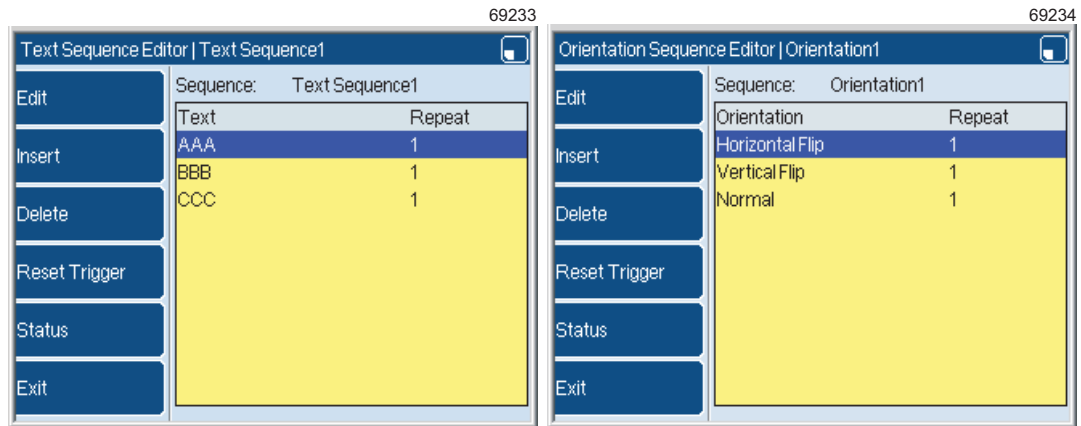 69233
Text Sequence Editor | Text Sequence1
Edit
Insert
Delete
Reset Trigger
Status
Exit
Sequence: Text Sequence1
Text Repeat
AAA 1
BBB 1
CCC 1
69234
Orientation Sequence Editor | Orientation1
Edit
Insert
Delete
Reset Trigger
Status
Exit
Sequence: Orientation1
Orientation Repeat
Horizontal Flip 1
Vertical Flip 1
Normal 1